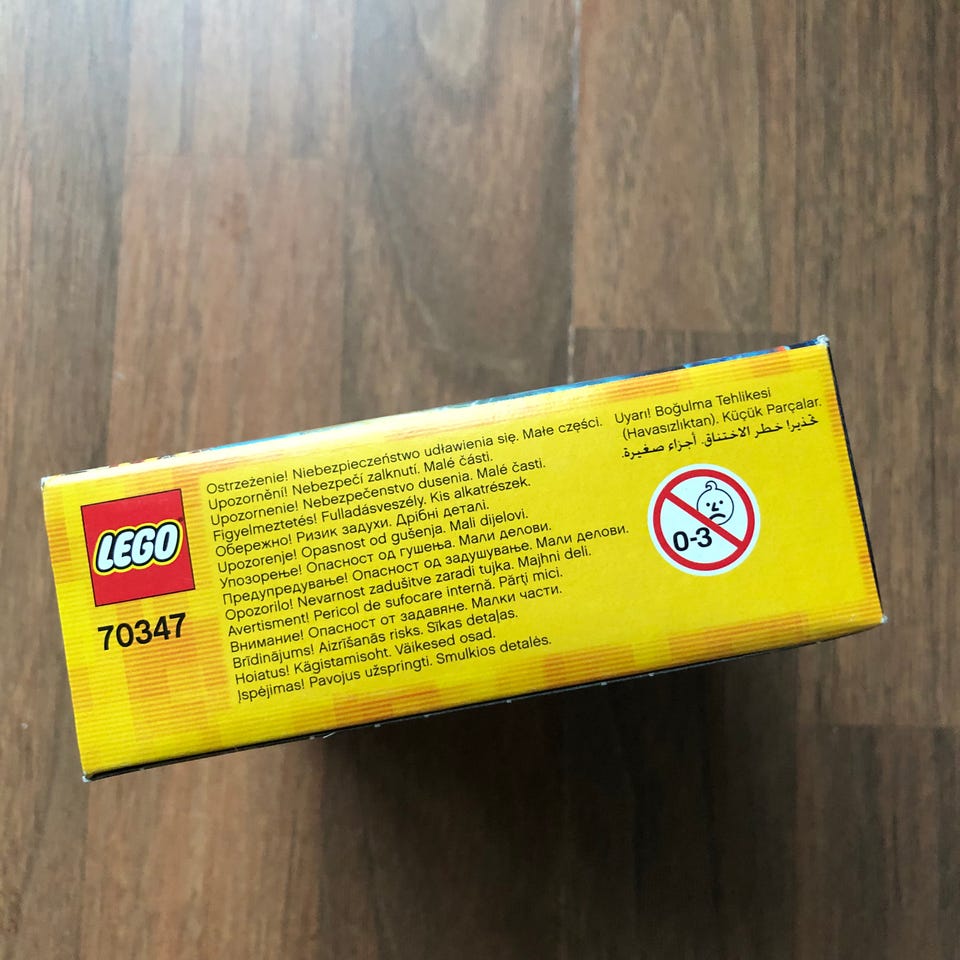 LEGO
70347
Ostrzeżenie! Niebezpieczeństwo udławienia się. Małe części.
Upozornění! Nebezpečí zalknutí. Malé části.
Upozornenie! Nebezpečenstvo dusenia. Malé časti.
Figyelmeztetés! Fulladásveszély. Kis alkatrészek.
Обережно! Ризик задухи. Дрібні деталі.
Upozorenje! Opasnost od gušenja. Mali dijelovi.
Упозорење! Опасност од гушења. Мали делови.
Предупредување! Опасност од задушување. Мали делови.
Opozorilo! Nevarnost zadušitve zaradi tujka. Majhni deli.
Avertisment! Pericol de sufocare internă. Părți mici.
Внимание! Опасност от задавяне. Малки части.
Brīdinājums! Aizrīšanās risks. Sīkas detaļas.
Hoiatus! Kägistamisoht. Väikesed osad.
Įspėjimas! Pavojus užspringti. Smulkios detalės.
Uyarı! Boğulma Tehlikesi
(Havasızlıktan). Küçük Parçalar.
تحذير! خطر الاختناق. أجزاء صغيرة.
0-3